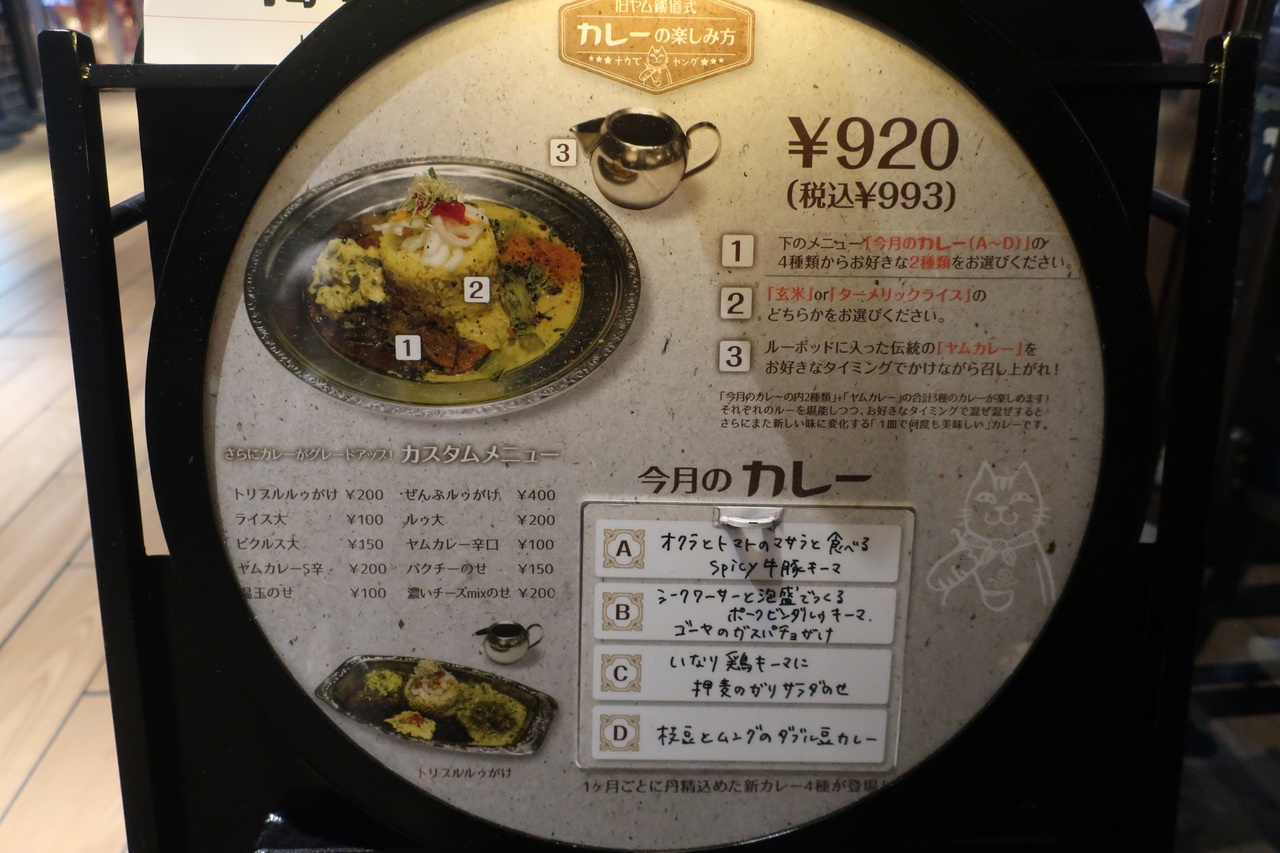 旧ヤム鐵道式
カレーの楽しみ方
★★★ナウで ヤング★★★
3
¥920
(税込¥993)
1
下のメニュー「今月のカレー(A〜D)」の
4種類からお好きな2種類をお選びください。
2
「玄米」or「ターメリックライス」の
どちらかをお選びください。
3
ルーポッドに入った伝統の「ヤムカレー」を
お好きなタイミングでかけながら召し上がれ!
「今月のカレーの内2種類」+「ヤムカレー」の合計3種のカレーが楽しめます!
それぞれのルーを堪能しつつ、お好きなタイミングで混ぜ混ぜすると
さらにまた新しい味に変化する「1皿で何度も美味しい」カレーです。
2
1
さらにカレーがグレードアップ! カスタムメニュー
トリプルルゥがけ ¥200 ぜんぶルゥがけ ¥400
ライス大 ¥100 ルゥ大 ¥200
ピクルス大 ¥150 ヤムカレー辛口 ¥100
ヤムカレーS辛 ¥200 パクチーのせ ¥150
玉のせ ¥100 濃いチーズmixのせ ¥200
トリプルルゥがけ
今月のカレー
A オクラとトマトのマサラと食べる
spicy牛豚キーマ
B シークワーサーと泡盛でつくる
ポークビンダルゥキーマ.
ゴーヤのガスパチョがけ
C いなり鶏キーマに
押麦のガリサラダのせ
D 枝豆とムングのダブル豆カレー
1ヶ月ごとに丹精込めた新カレー4種が登場